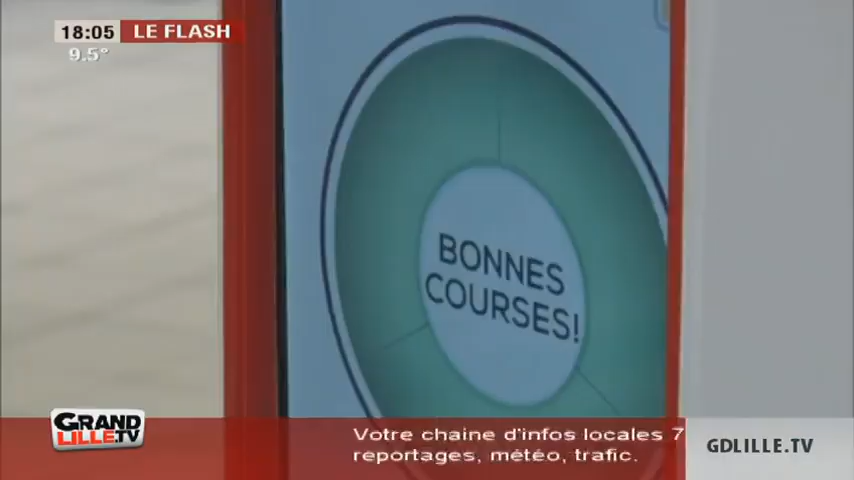 18:05 LE FLASH
9.5°
BONNES
COURSES!
GRAND
LILLE.TV
Votre chaine d'infos locales 7
reportages, météo, trafic.
GDLILLE.TV